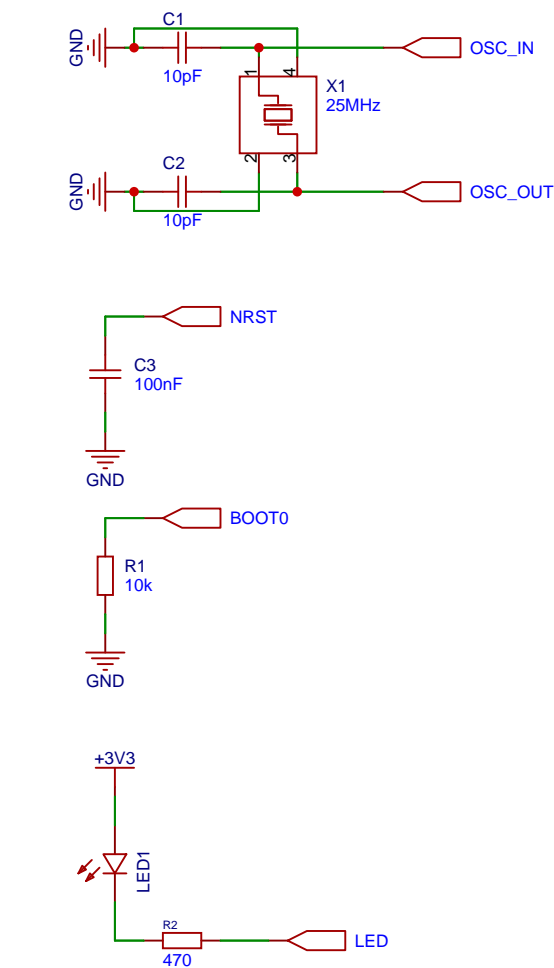 C1
GND
10pF
OSC_IN
1
4
X1
25MHz
2
3
C2
GND
10pF
OSC_OUT
NRST
C3
100nF
GND
BOOT0
R1
10k
GND
+3V3
LED1
R2
470
LED